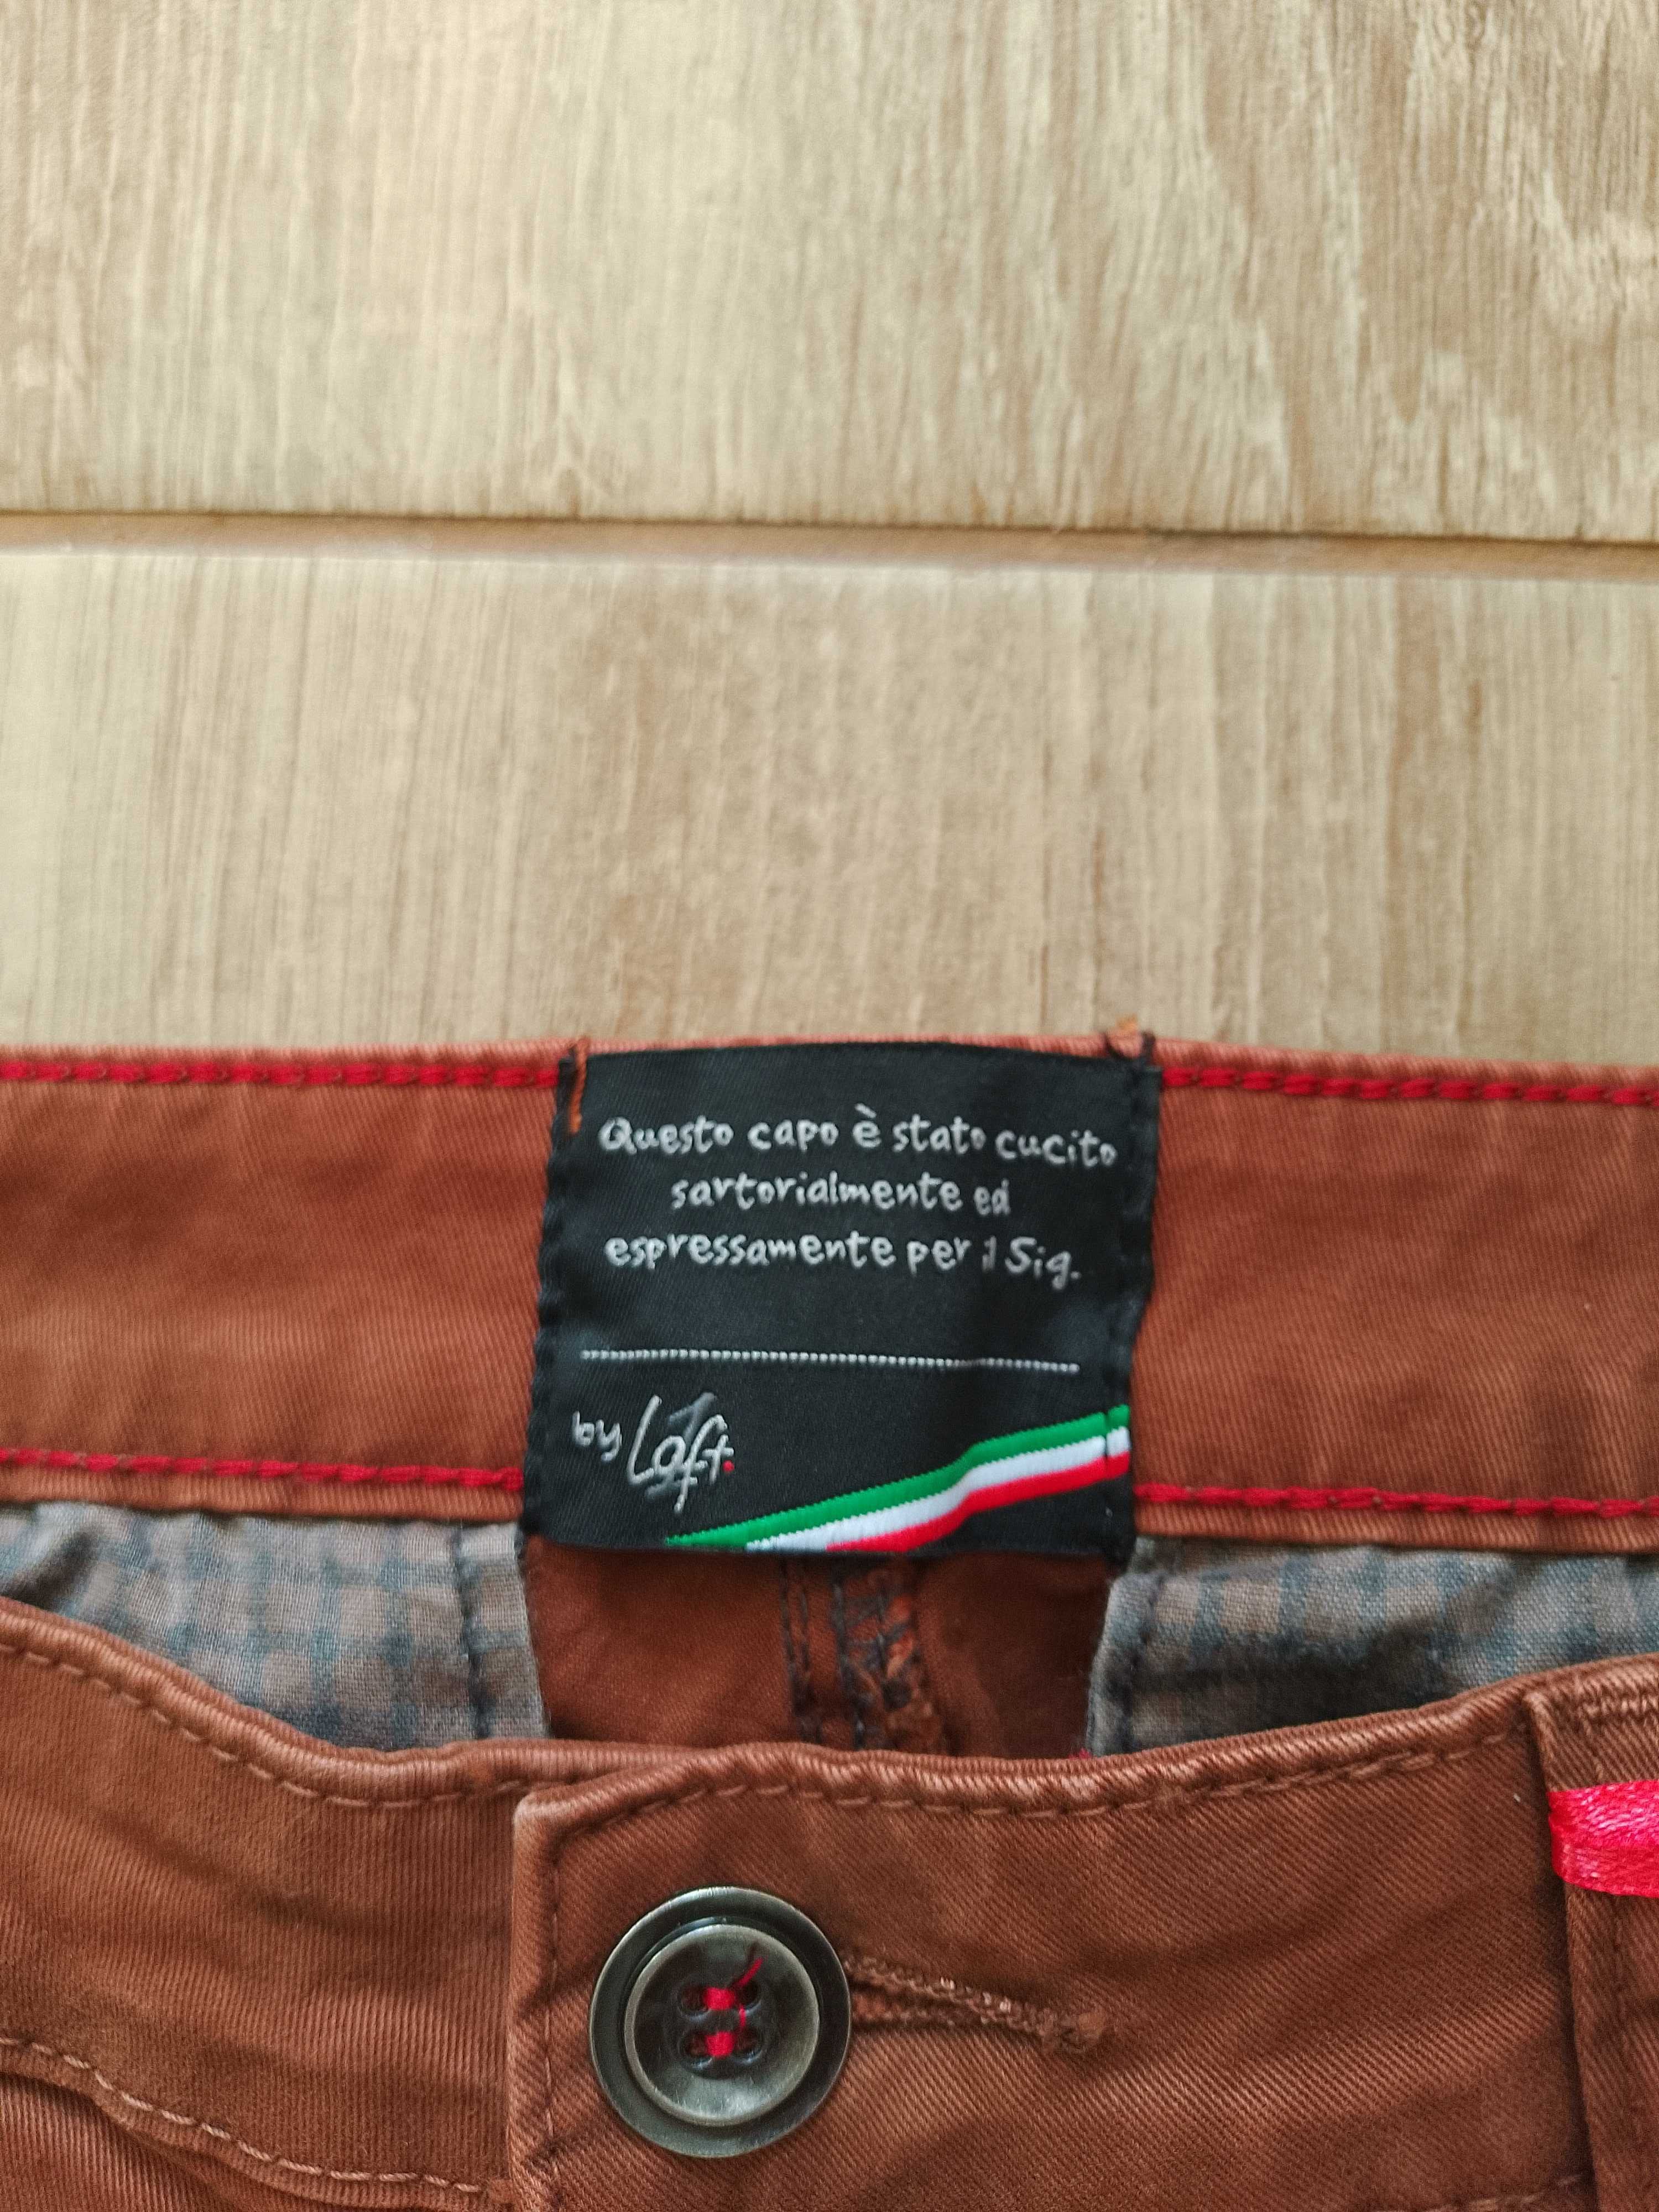 Questo capo è stato cucito
sartorialmente ed
espressamente per il Sig.
by Loft.